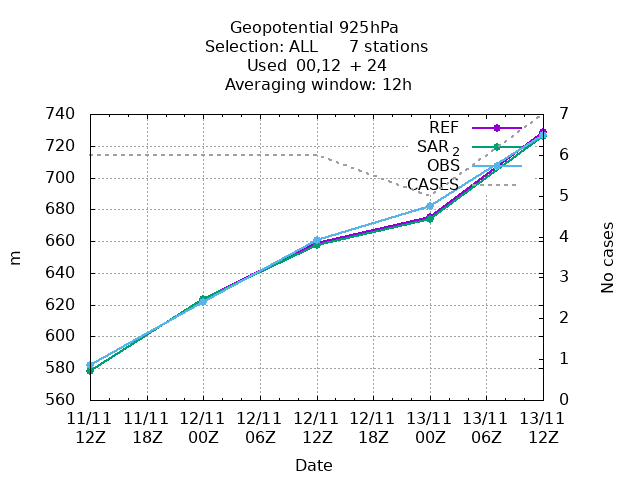 Geopotential 925hPa
Selection: ALL 7 stations
Used 00,12 + 24
Averaging window: 12h
740
720
700
680
660
640
620
600
580
560
7
6
5
4
3
2
1
0
REF
SAR 2
OBS
CASES
m
No cases
11/11 11/11 12/11 12/11 12/11 12/11 13/11 13/11 13/11
12Z 18Z 00Z 06Z 12Z 18Z 00Z 06Z 12Z
Date